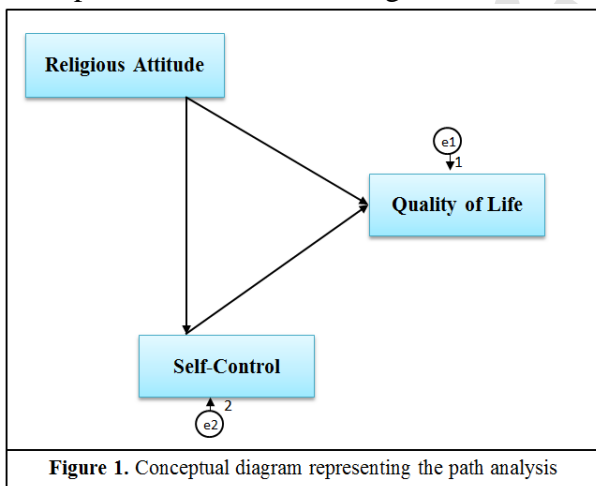 Religious Attitude
e1
1
Quality of Life
Self-Control
2
e2
Figure 1. Conceptual diagram representing the path analysis